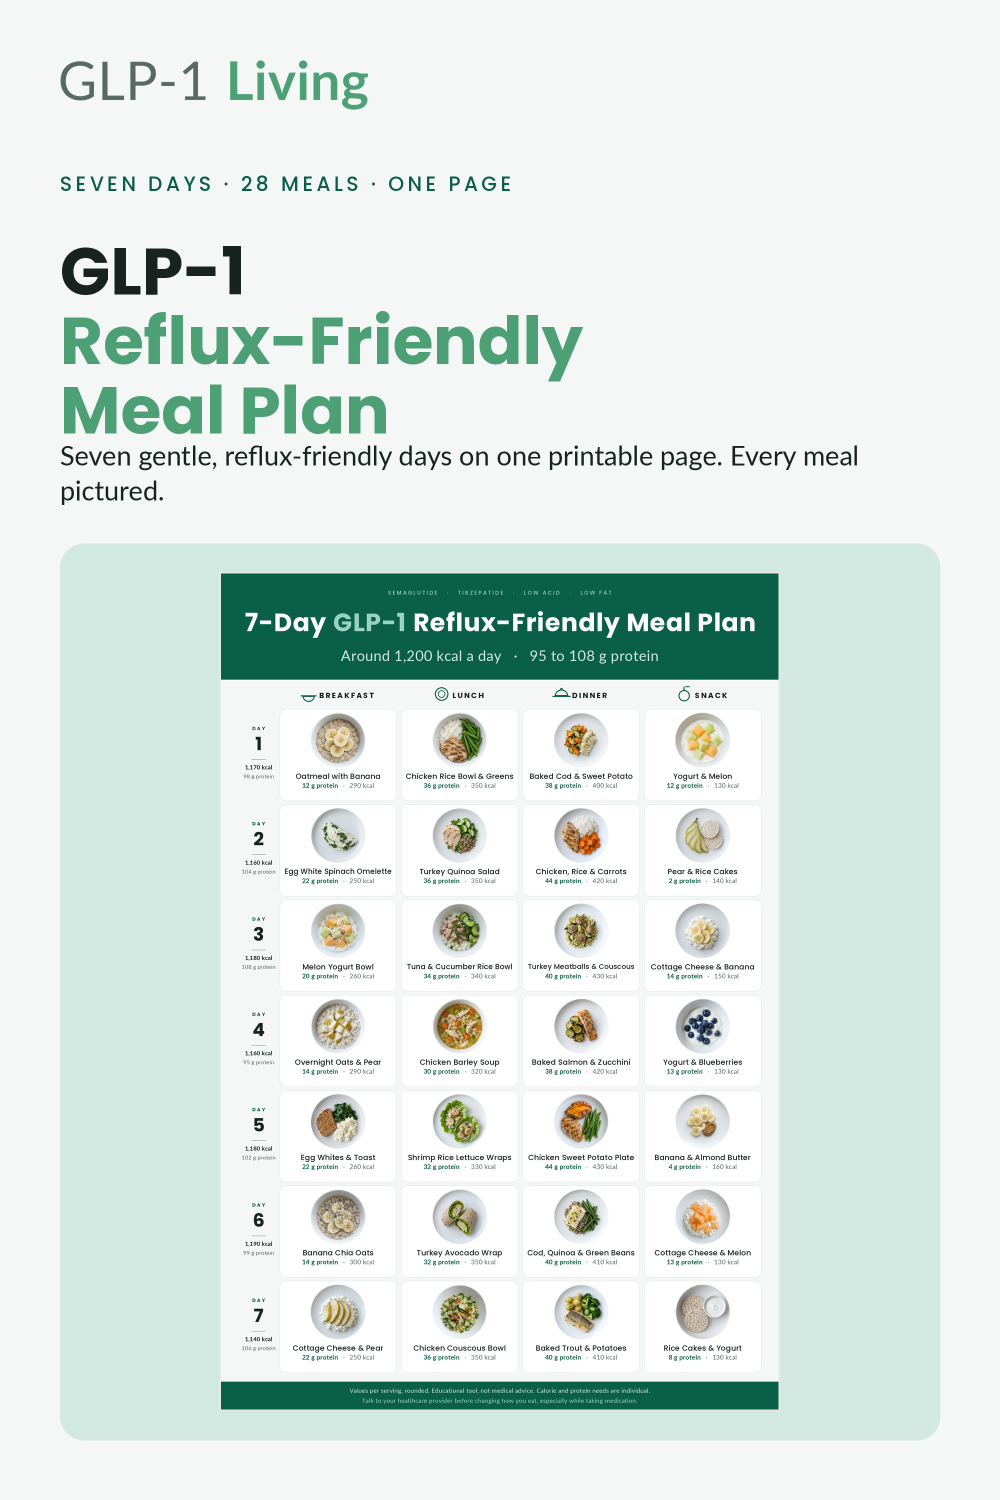 GLP-1 Living
SEVEN DAYS · 28 MEALS · ONE PAGE
GLP-1
Reflux-Friendly
Meal Plan
Seven gentle, reflux-friendly days on one printable page. Every meal
pictured.
SEMAGLUTIDE · TIRZEPATIDE · LOW ACID · LOW FAT
7-Day GLP-1 Reflux-Friendly Meal Plan
Around 1,200 kcal a day · 95 to 108 g protein
BREAKFAST LUNCH DINNER SNACK
DAY
1
1,170 kcal
98 g protein
Oatmeal with Banana
12 g protein · 290 kcal
Chicken Rice Bowl & Greens
36 g protein · 350 kcal
Baked Cod & Sweet Potato
38 g protein · 400 kcal
Yogurt & Melon
12 g protein · 130 kcal
DAY
2
1,160 kcal
104 g protein
Egg White Spinach Omelette
22 g protein · 250 kcal
Turkey Quinoa Salad
36 g protein · 350 kcal
Chicken, Rice & Carrots
44 g protein · 420 kcal
Pear & Rice Cakes
2 g protein · 140 kcal
DAY
3
1,180 kcal
108 g protein
Melon Yogurt Bowl
20 g protein · 260 kcal
Tuna & Cucumber Rice Bowl
34 g protein · 340 kcal
Turkey Meatballs & Couscous
40 g protein · 430 kcal
Cottage Cheese & Banana
14 g protein · 150 kcal
DAY
4
1,160 kcal
95 g protein
Overnight Oats & Pear
14 g protein · 290 kcal
Chicken Barley Soup
30 g protein · 320 kcal
Baked Salmon & Zucchini
38 g protein · 420 kcal
Yogurt & Blueberries
13 g protein · 130 kcal
DAY
5
1,180 kcal
102 g protein
Egg Whites & Toast
22 g protein · 260 kcal
Shrimp Rice Lettuce Wraps
32 g protein · 330 kcal
Chicken Sweet Potato Plate
44 g protein · 430 kcal
Banana & Almond Butter
4 g protein · 160 kcal
DAY
6
1,190 kcal
99 g protein
Banana Chia Oats
14 g protein · 300 kcal
Turkey Avocado Wrap
32 g protein · 350 kcal
Cod, Quinoa & Green Beans
40 g protein · 410 kcal
Cottage Cheese & Melon
13 g protein · 130 kcal
DAY
7
1,140 kcal
106 g protein
Cottage Cheese & Pear
22 g protein · 250 kcal
Chicken Couscous Bowl
36 g protein · 350 kcal
Baked Trout & Potatoes
40 g protein · 410 kcal
Rice Cakes & Yogurt
8 g protein · 130 kcal
Values per serving, rounded. Educational tool, not medical advice. Calorie and protein needs are individual.
Talk to your healthcare provider before changing how you eat, especially while taking medication.